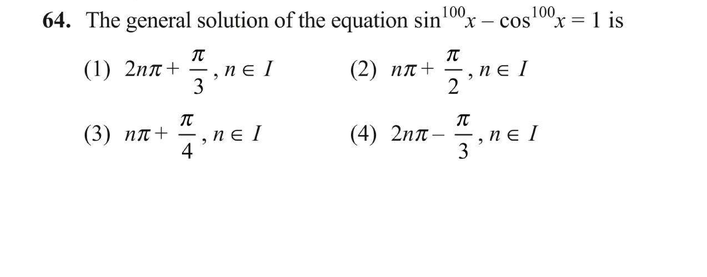 64. The general solution of the equation sin¹⁰⁰x – cos¹⁰⁰x = 1 is
(1) 2nπ + π/3, n ∈ I (2) nπ + π/2, n ∈ I
(3) nπ + π/4, n ∈ I (4) 2nπ – π/3, n ∈ I